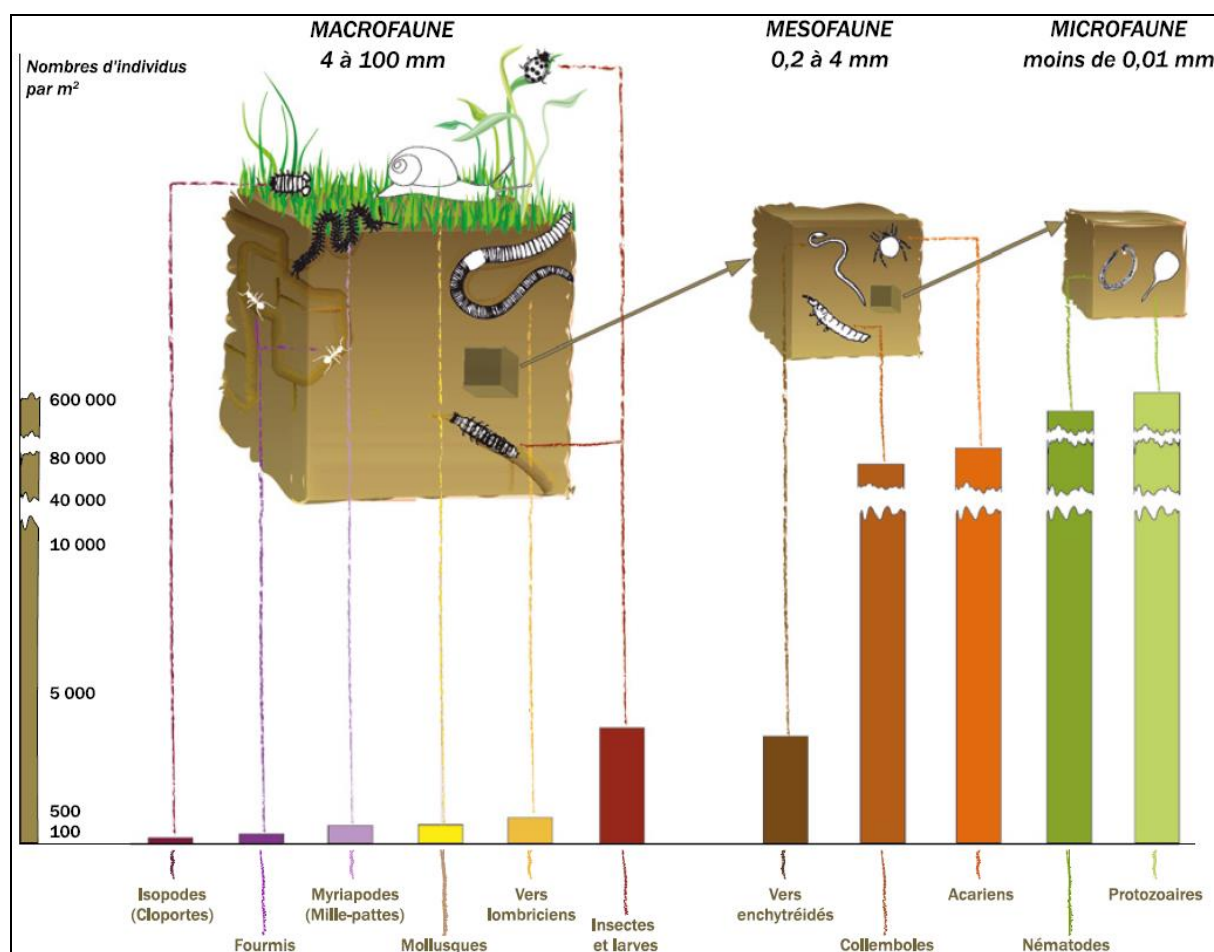 MACROFAUNE
4 à 100 mm
MESOFAUNE
0,2 à 4 mm
MICROFAUNE
moins de 0,01 mm
Nombres d'individus
par m²
600 000
80 000
40 000
10 000
5 000
500
100
Isopodes
(Cloportes)
Fourmis
Myriapodes
(Mille-pattes)
Mollusques
Vers
lombriciens
Insectes
et larves
Vers
enchytréidés
Collemboles
Acariens
Nématodes
Protozoaires